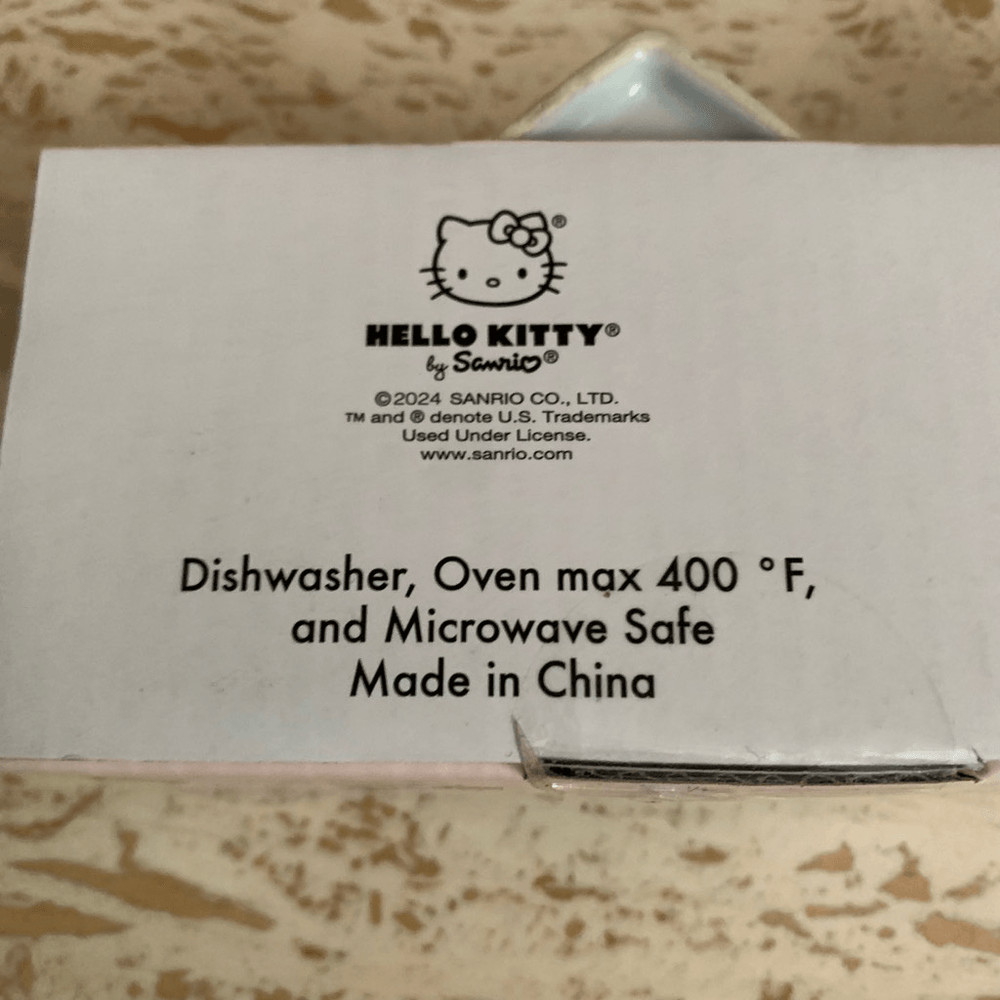 ®
HELLO KITTY®
by Sanrio®
©2024 SANRIO CO., LTD.
TM and ® denote U.S. Trademarks
Used Under License.
www.sanrio.com
Dishwasher, Oven max 400 °F,
and Microwave Safe
Made in China